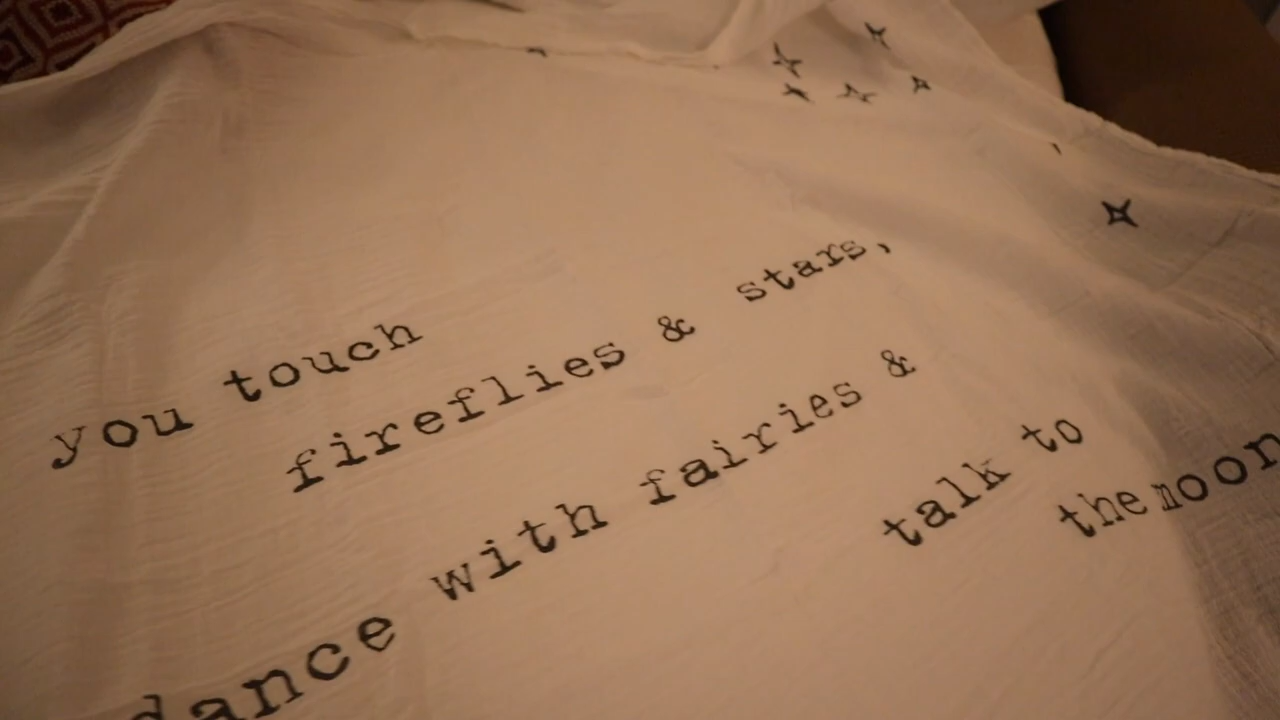 you touch
fireflies & stars,
dance with fairies &
talk to
the moon